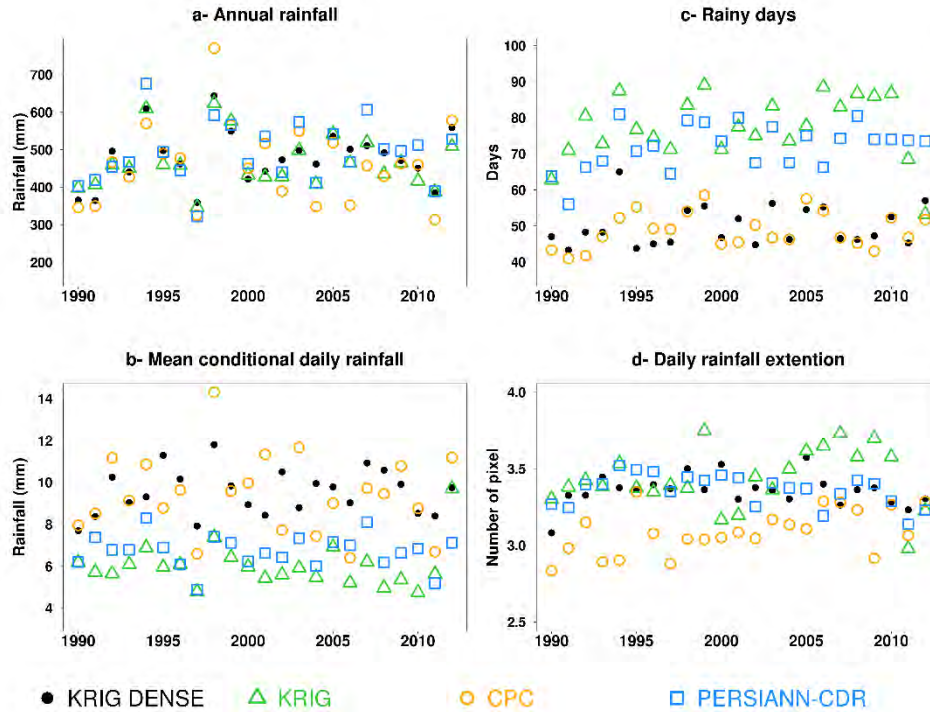 a- Annual rainfall
Rainfall (mm)
700
600
500
400
300
200
1990 1995 2000 2005 2010
c- Rainy days
Days
100
90
80
70
60
50
40
1990 1995 2000 2005 2010
b- Mean conditional daily rainfall
Rainfall (mm)
14
12
10
8
6
4
1990 1995 2000 2005 2010
d- Daily rainfall extention
Number of pixel
4.0
3.5
3.0
2.5
1990 1995 2000 2005 2010
KRIG DENSE KRIG CPC PERSIANN-CDR